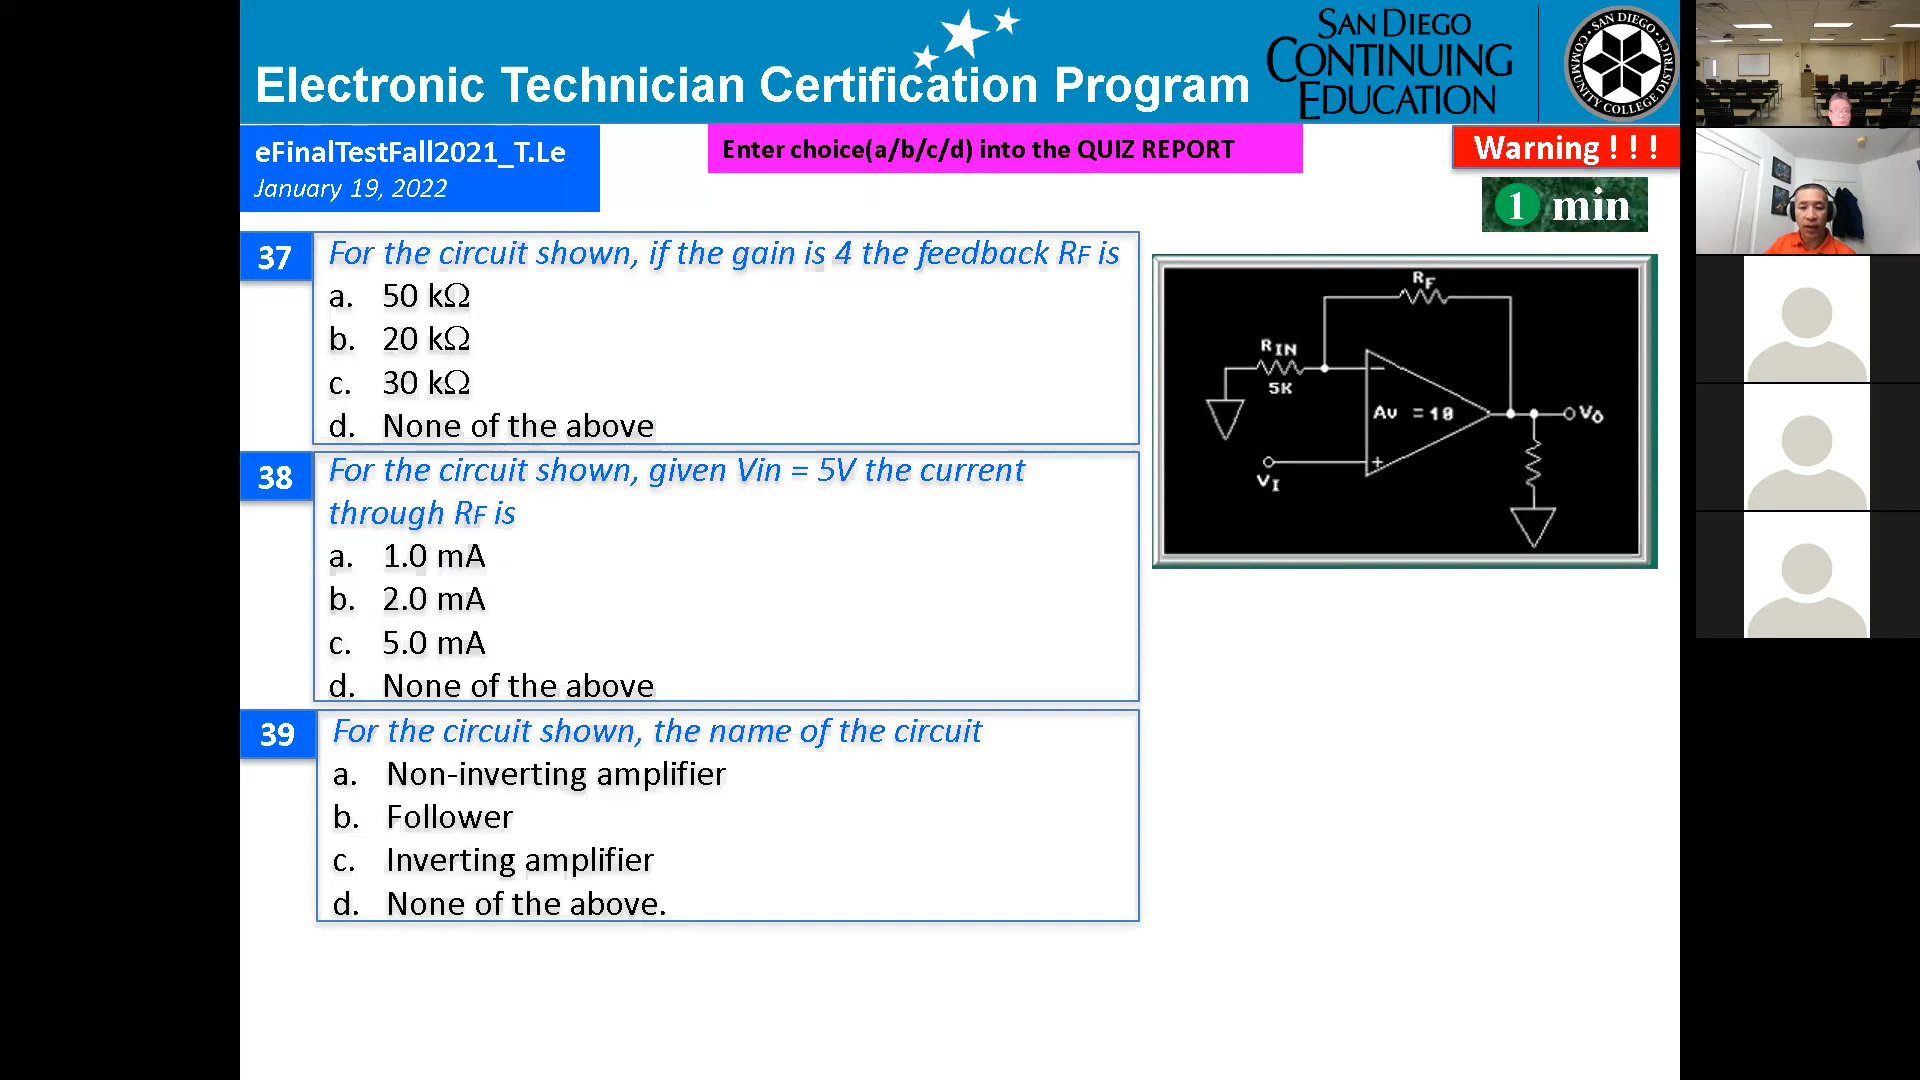 SAN DIEGO
CONTINUING
EDUCATION
SAN DIEGO
COMMUNITY COLLEGE DISTRICT
Electronic Technician Certification Program
eFinalTestFall2021_T.Le
January 19, 2022
Enter choice(a/b/c/d) into the QUIZ REPORT
Warning ! ! !
1 min
37
For the circuit shown, if the gain is 4 the feedback RF is
a. 50 kΩ
b. 20 kΩ
c. 30 kΩ
d. None of the above
38
For the circuit shown, given Vin = 5V the current
through RF is
a. 1.0 mA
b. 2.0 mA
c. 5.0 mA
d. None of the above
39
For the circuit shown, the name of the circuit
a. Non-inverting amplifier
b. Follower
c. Inverting amplifier
d. None of the above.
RF
RIN
5K
−
Av = 10
VO
+
VI